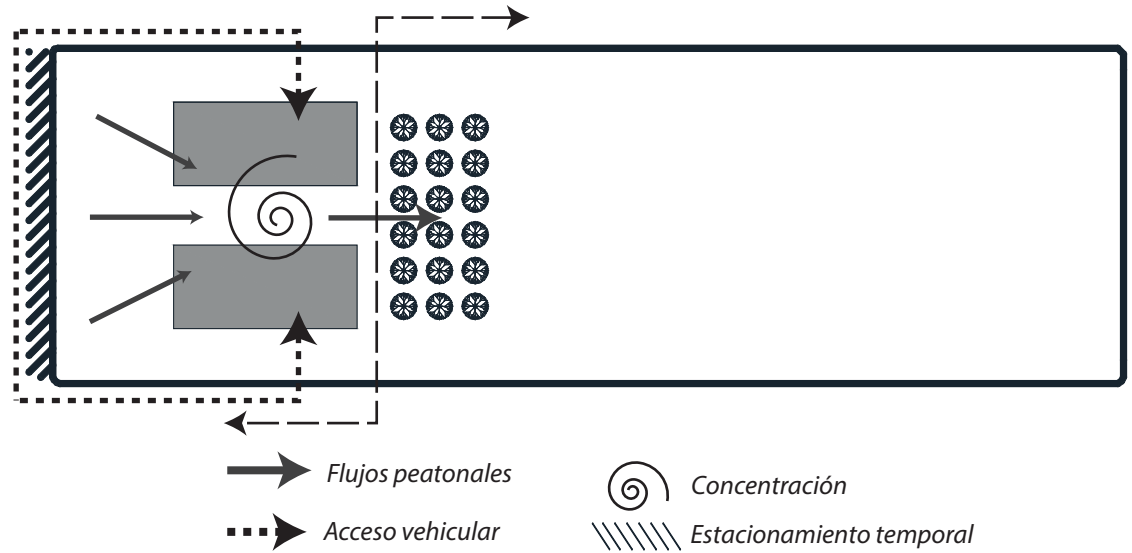 Flujos peatonales
Concentración
Acceso vehicular
Estacionamiento temporal